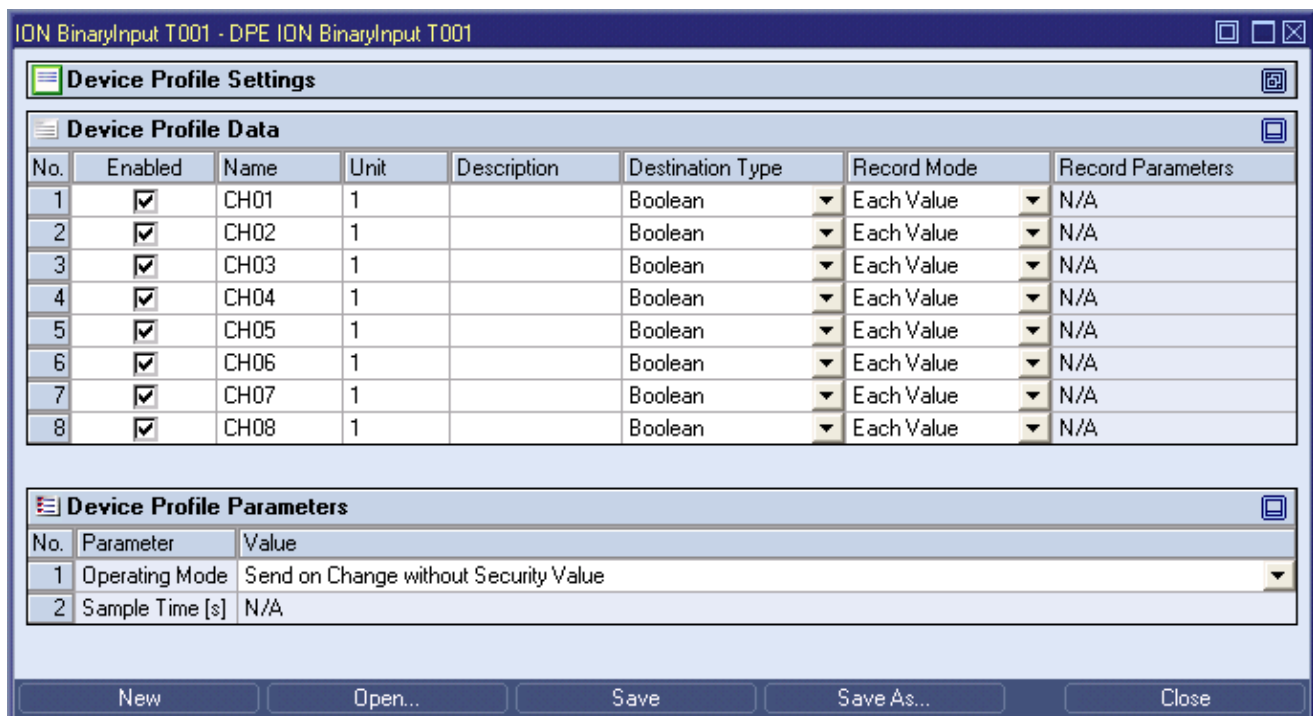 ION BinaryInput T001 - DPE ION BinaryInput T001
Device Profile Settings
Device Profile Data
No. Enabled Name Unit Description Destination Type Record Mode Record Parameters
1 CH01 1 Boolean Each Value N/A
2 CH02 1 Boolean Each Value N/A
3 CH03 1 Boolean Each Value N/A
4 CH04 1 Boolean Each Value N/A
5 CH05 1 Boolean Each Value N/A
6 CH06 1 Boolean Each Value N/A
7 CH07 1 Boolean Each Value N/A
8 CH08 1 Boolean Each Value N/A
Device Profile Parameters
No. Parameter Value
1 Operating Mode Send on Change without Security Value
2 Sample Time [s] N/A
New Open... Save Save As... Close